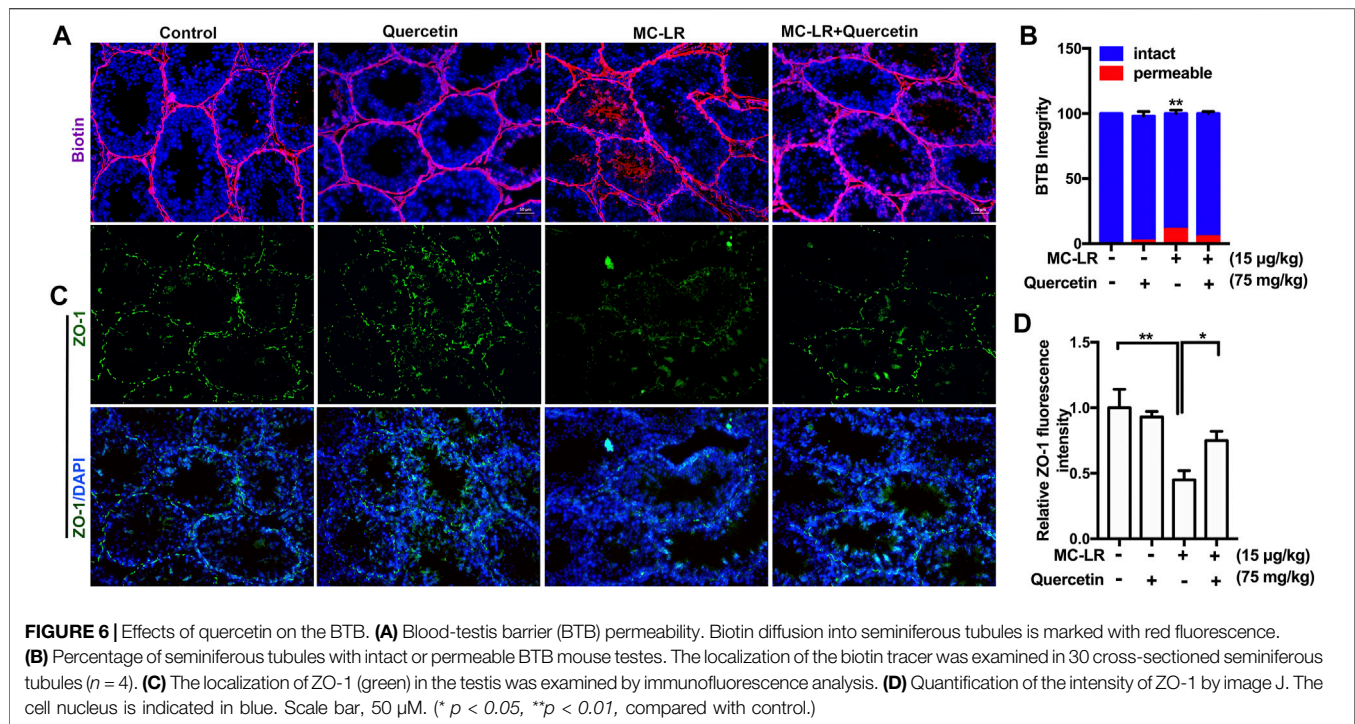 A
Control
Quercetin
MC-LR
MC-LR+Quercetin
Biotin
50 μm
50 μm
B
intact
permeable
150
100
50
0
**
BTB Integrity
MC-LR - - + + (15 μg/kg)
Quercetin - + - + (75 mg/kg)
C
ZO-1
ZO-1/DAPI
D
1.5
1.0
0.5
0.0
** *
Relative ZO-1 fluorescence
intensity
MC-LR - - + + (15 μg/kg)
Quercetin - + - + (75 mg/kg)
FIGURE 6 | Effects of quercetin on the BTB. (A) Blood-testis barrier (BTB) permeability. Biotin diffusion into seminiferous tubules is marked with red fluorescence.
(B) Percentage of seminiferous tubules with intact or permeable BTB mouse testes. The localization of the biotin tracer was examined in 30 cross-sectioned seminiferous
tubules (n = 4). (C) The localization of ZO-1 (green) in the testis was examined by immunofluorescence analysis. (D) Quantification of the intensity of ZO-1 by image J. The
cell nucleus is indicated in blue. Scale bar, 50 μM. (* p < 0.05, **p < 0.01, compared with control.)